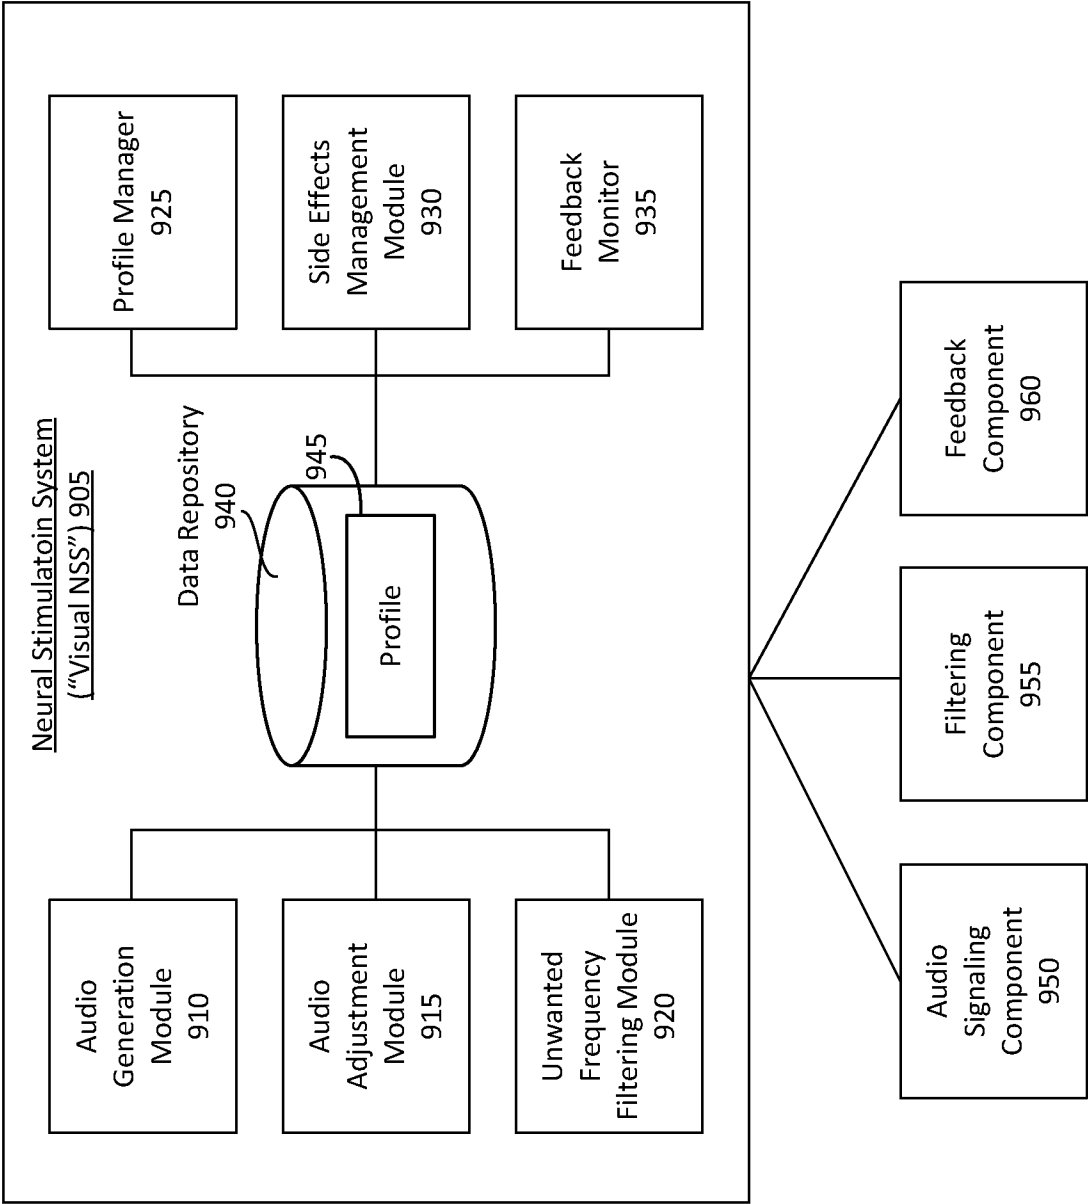 Neural Stimulatoin System
(“Visual NSS”) 905
Audio
Generation
Module
910
Audio
Adjustment
Module
915
Unwanted
Frequency
Filtering Module
920
Data Repository
940
945
Profile
Profile Manager
925
Side Effects
Management
Module
930
Feedback
Monitor
935
Audio
Signaling
Component
950
Filtering
Component
955
Feedback
Component
960